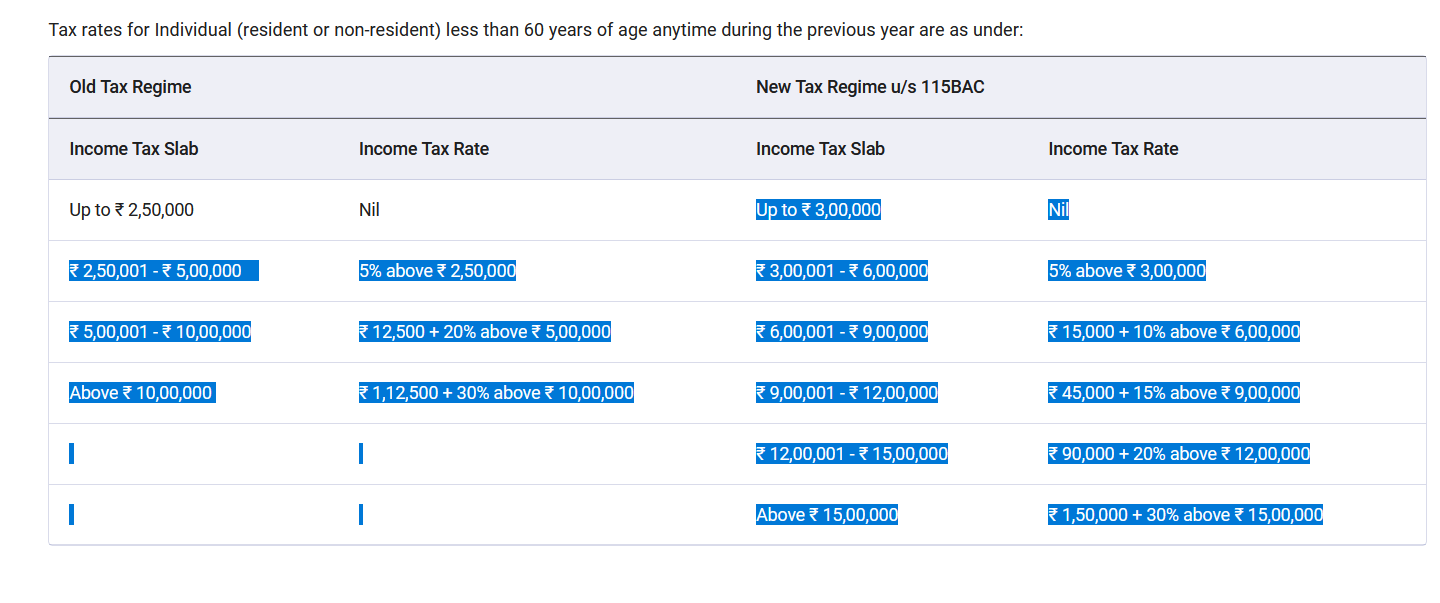 Tax rates for Individual (resident or non-resident) less than 60 years of age anytime during the previous year are as under:
Old Tax Regime New Tax Regime u/s 115BAC
Income Tax Slab Income Tax Rate Income Tax Slab Income Tax Rate
Up to ₹ 2,50,000 Nil Up to ₹ 3,00,000 Nil
₹ 2,50,001 - ₹ 5,00,000 5% above ₹ 2,50,000 ₹ 3,00,001 - ₹ 6,00,000 5% above ₹ 3,00,000
₹ 5,00,001 - ₹ 10,00,000 ₹ 12,500 + 20% above ₹ 5,00,000 ₹ 6,00,001 - ₹ 9,00,000 ₹ 15,000 + 10% above ₹ 6,00,000
Above ₹ 10,00,000 ₹ 1,12,500 + 30% above ₹ 10,00,000 ₹ 9,00,001 - ₹ 12,00,000 ₹ 45,000 + 15% above ₹ 9,00,000
₹ 12,00,001 - ₹ 15,00,000 ₹ 90,000 + 20% above ₹ 12,00,000
Above ₹ 15,00,000 ₹ 1,50,000 + 30% above ₹ 15,00,000